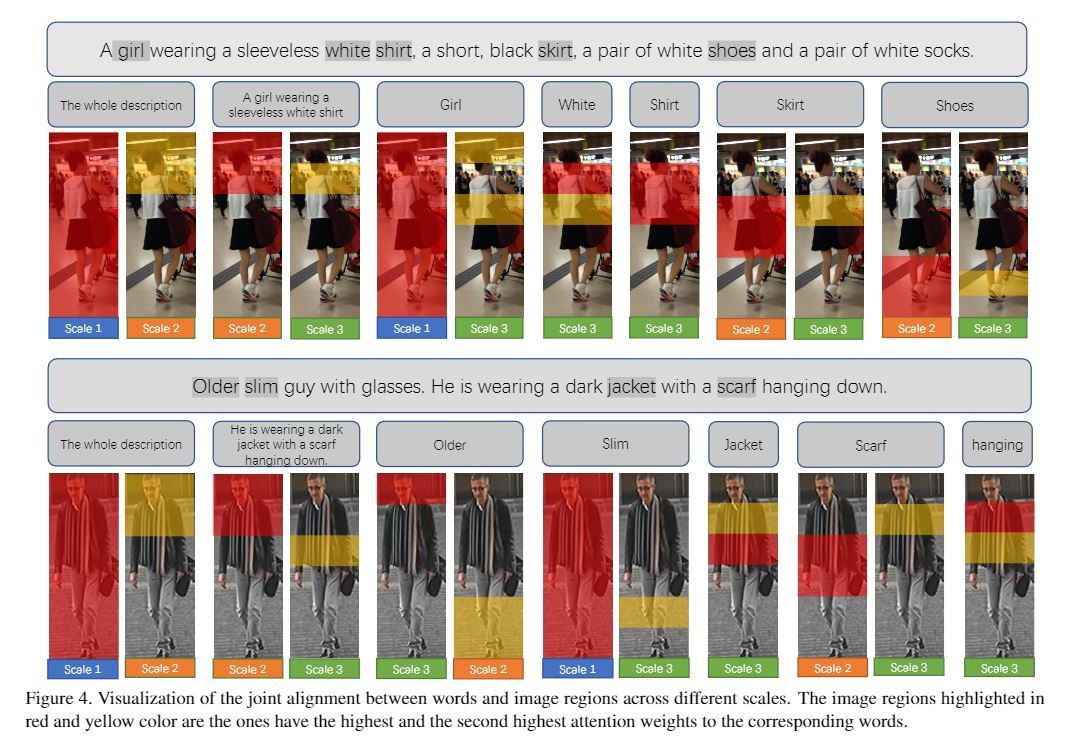 A girl wearing a sleeveless white shirt, a short, black skirt, a pair of white shoes and a pair of white socks.
The whole description
A girl wearing a
sleeveless white shirt
Girl
White
Shirt
Skirt
Shoes
Scale 1
Scale 2
Scale 2
Scale 3
Scale 1
Scale 3
Scale 3
Scale 3
Scale 2
Scale 3
Scale 2
Scale 3
Older slim guy with glasses. He is wearing a dark jacket with a scarf hanging down.
The whole description
He is wearing a dark
jacket with a scarf
hanging down.
Older
Slim
Jacket
Scarf
hanging
Scale 1
Scale 2
Scale 2
Scale 3
Scale 3
Scale 2
Scale 1
Scale 3
Scale 3
Scale 2
Scale 3
Scale 3
Figure 4. Visualization of the joint alignment between words and image regions across different scales. The image regions highlighted in
red and yellow color are the ones have the highest and the second highest attention weights to the corresponding words.